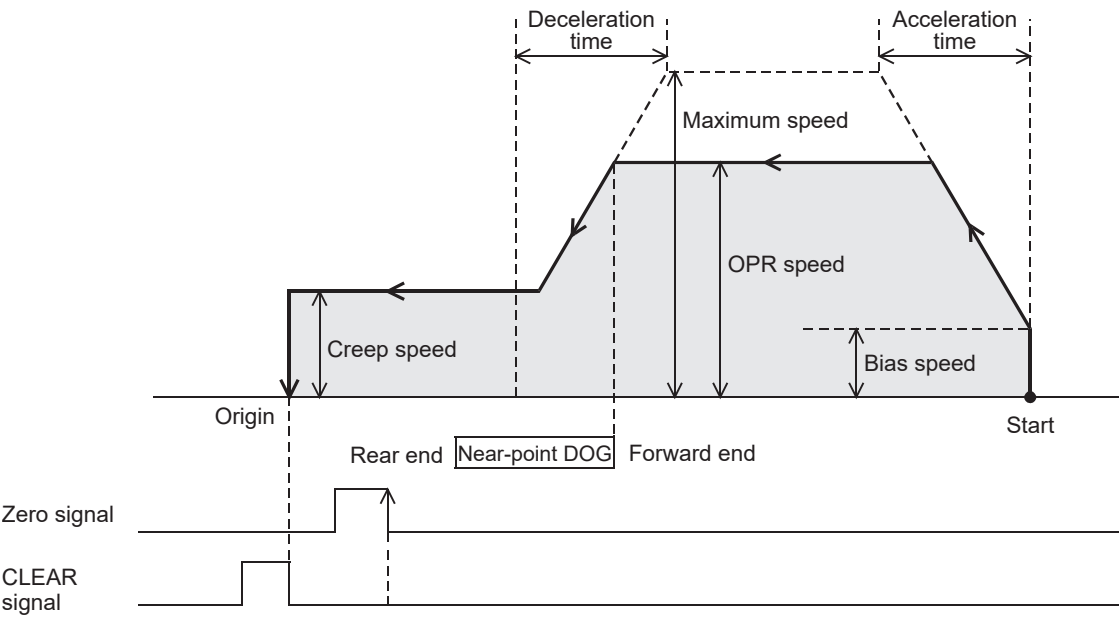 Deceleration
time
Acceleration
time
Maximum speed
OPR speed
Creep speed
Bias speed
Origin
Start
Rear end
Near-point DOG
Forward end
Zero signal
CLEAR
signal